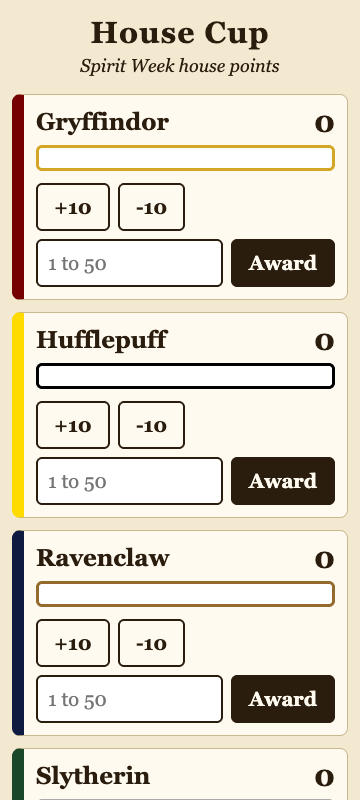 House Cup
Spirit Week house points
Gryffindor 0
+10 -10
1 to 50 Award
Hufflepuff 0
+10 -10
1 to 50 Award
Ravenclaw 0
+10 -10
1 to 50 Award
Slytherin 0